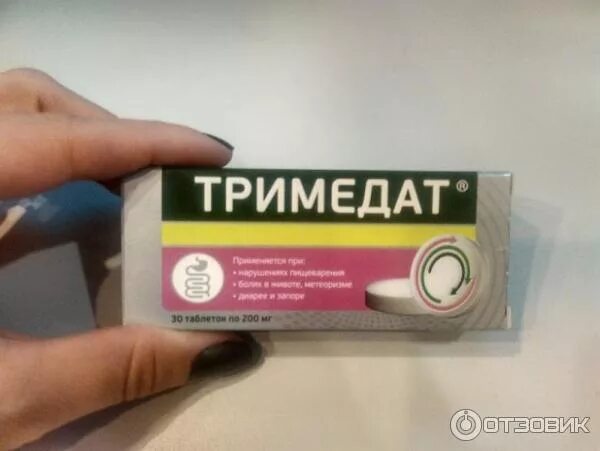 ТРИМЕДАТ®
Применяется при:
• нарушениях пищеварения
• болях в животе, метеоризме
• диарее и запоре
30 таблеток по 200 мг
ОТЗОВИК